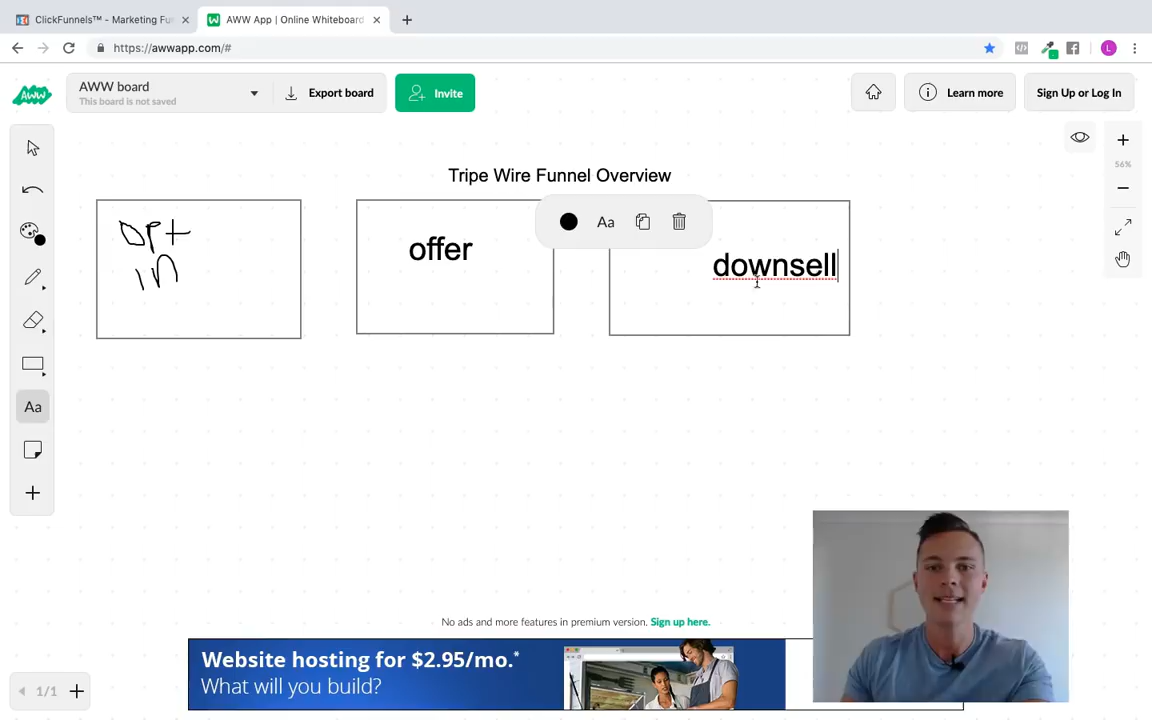 ClickFunnels™ - Marketing Fu
AWW App | Online Whiteboard
https://awwapp.com/#
L
AWW
AWW board
This board is not saved
Export board
Invite
Learn more
Sign Up or Log In
56%
Tripe Wire Funnel Overview
Aa
opt
in
offer
downsell
Aa
No ads and more features in premium version. Sign up here.
Website hosting for $2.95/mo.*
What will you build?
1/1